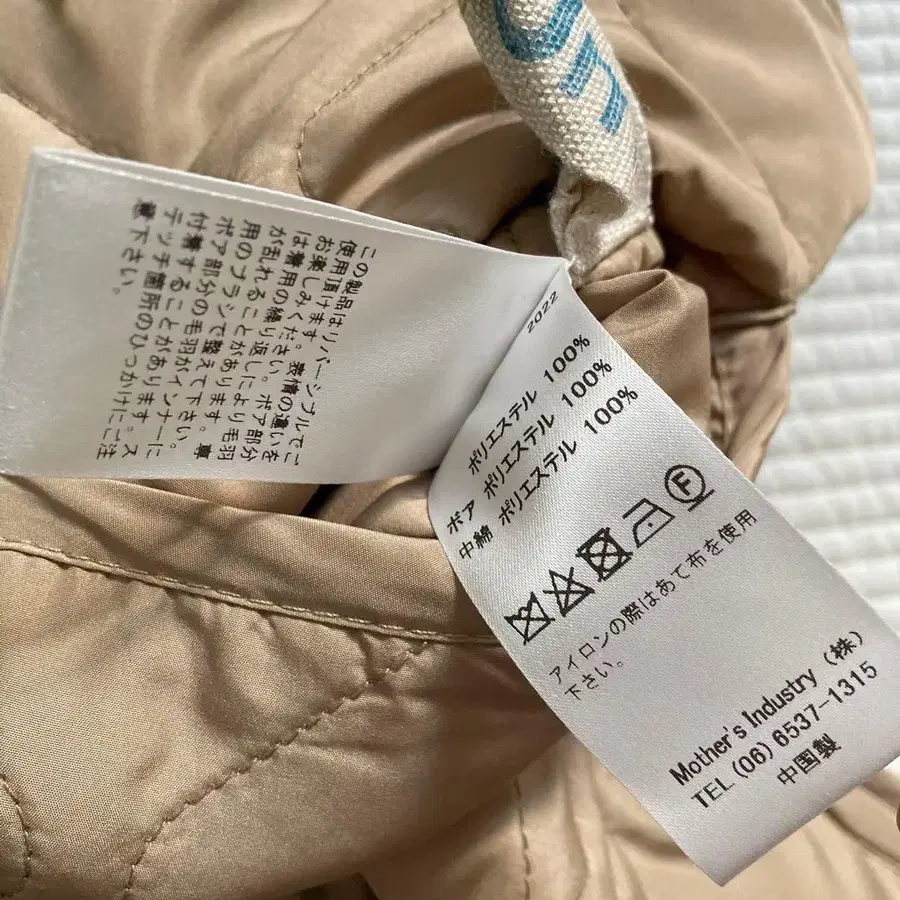 この製品はリバーシブルでご
使用頂けます。表情の違いを
お楽しみください。ボア部分
は着用の繰り返しにより毛羽
が乱れることがあります。専
用のブラシで整えて下さい。
ボア部分の毛羽がインナーに
付着することがあります。ス
テッチ箇所のひっかけにご注
意下さい。
2022
ポリエステル 100%
ボア ポリエステル 100%
中綿 ポリエステル 100%
F
アイロンの際はあて布を使用
下さい。
Mother's Industry (株)
TEL (06) 6537-1315
中国製